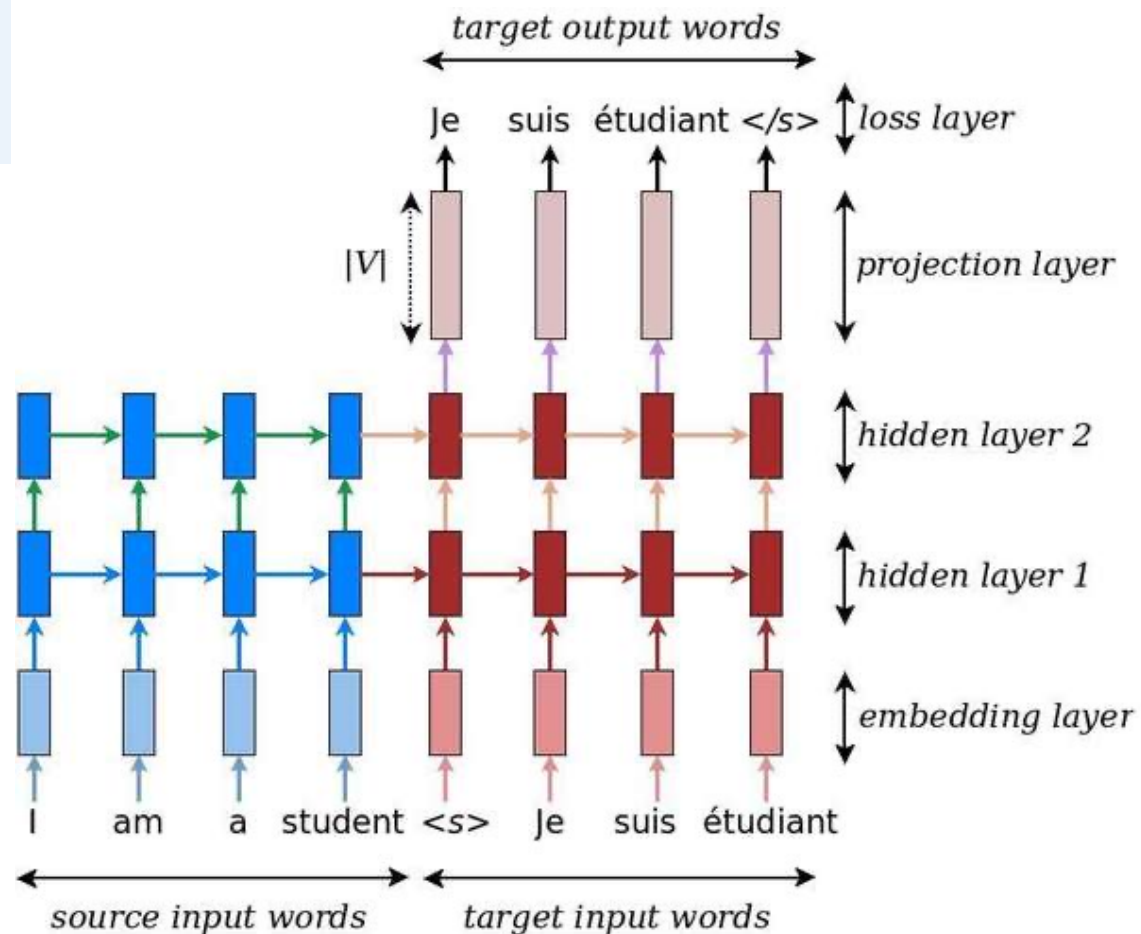 target output words
Je suis étudiant </s>
loss layer
|V|
projection layer
hidden layer 2
hidden layer 1
embedding layer
I am a student <s> Je suis étudiant
source input words
target input words